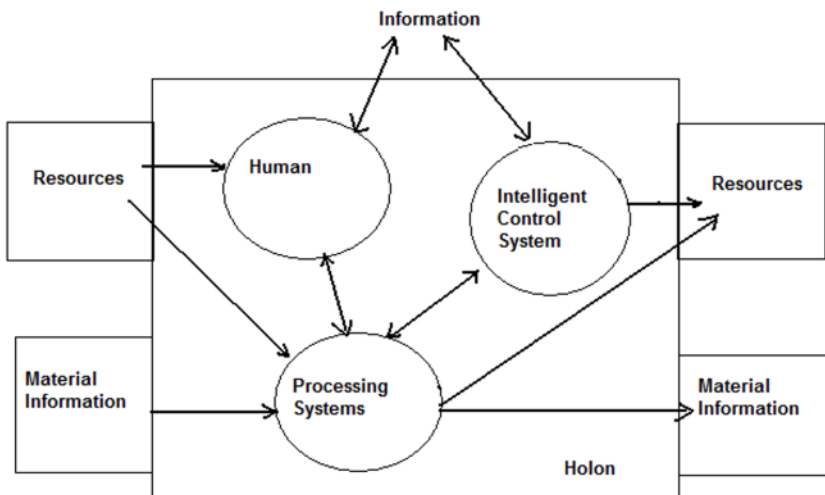 Information
Human
Resources
Resources
Intelligent
Control
System
Material
Information
Processing
Systems
Material
Information
Holon